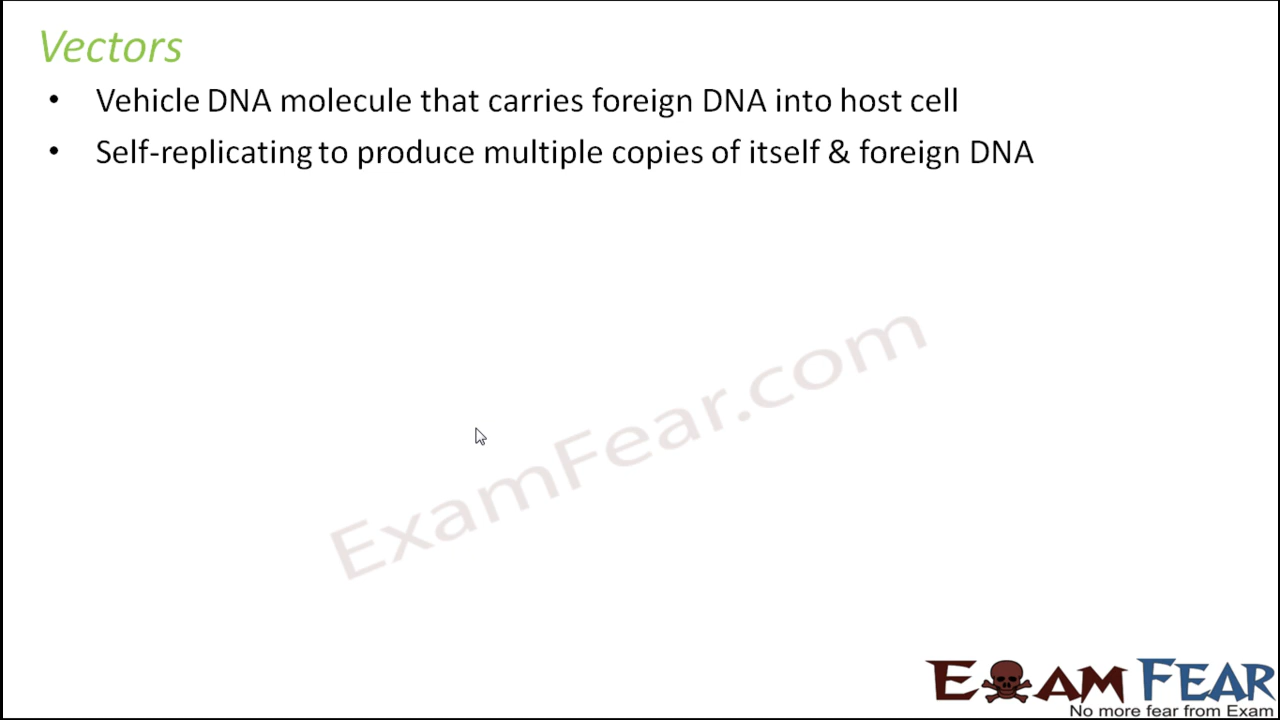 Vectors
• Vehicle DNA molecule that carries foreign DNA into host cell
• Self-replicating to produce multiple copies of itself & foreign DNA
ExamFear.com
EXAM FEAR
No more fear from Exam